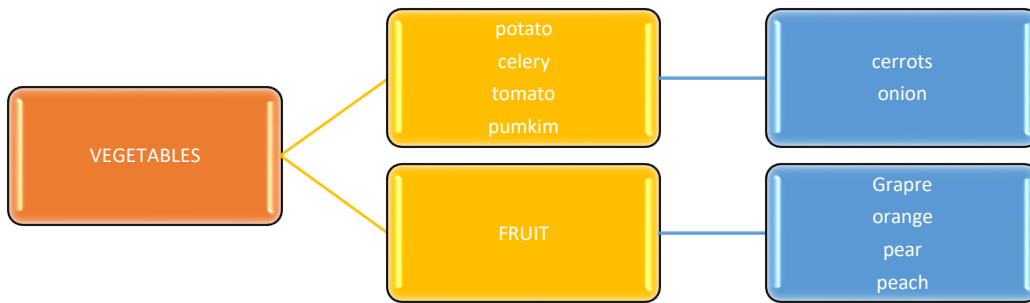 VEGETABLES
potato
celery
tomato
pumkim
cerrots
onion
FRUIT
Grapre
orange
pear
peach